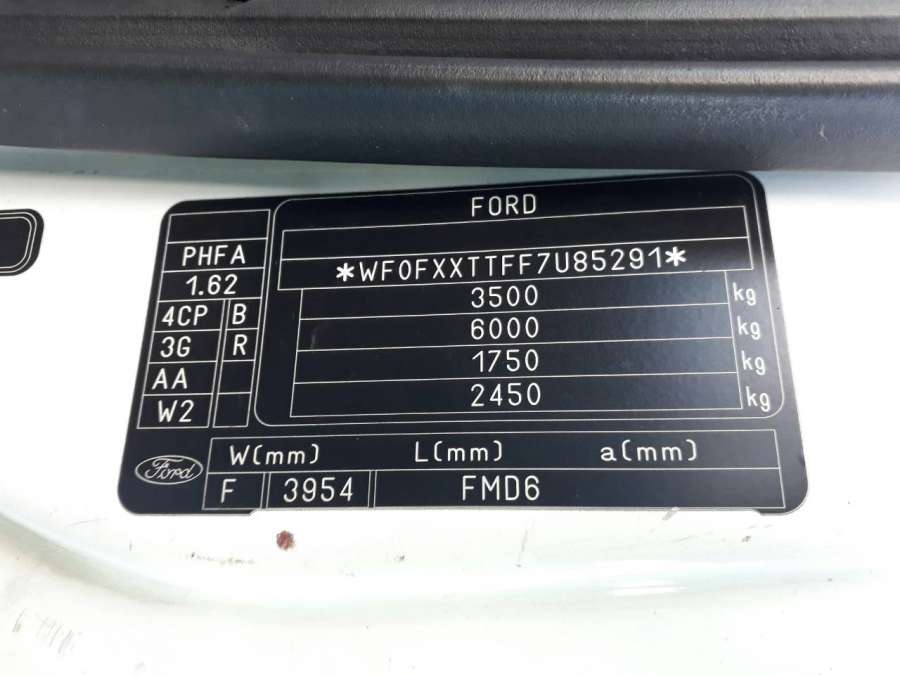 FORD
*WF0FXXTTFF7U85291*
3500 kg
6000 kg
1750 kg
2450 kg
PHFA
1.62
4CP B
3G R
AA
W2
W(mm) L(mm) a(mm)
Ford
F 3954 FMD6